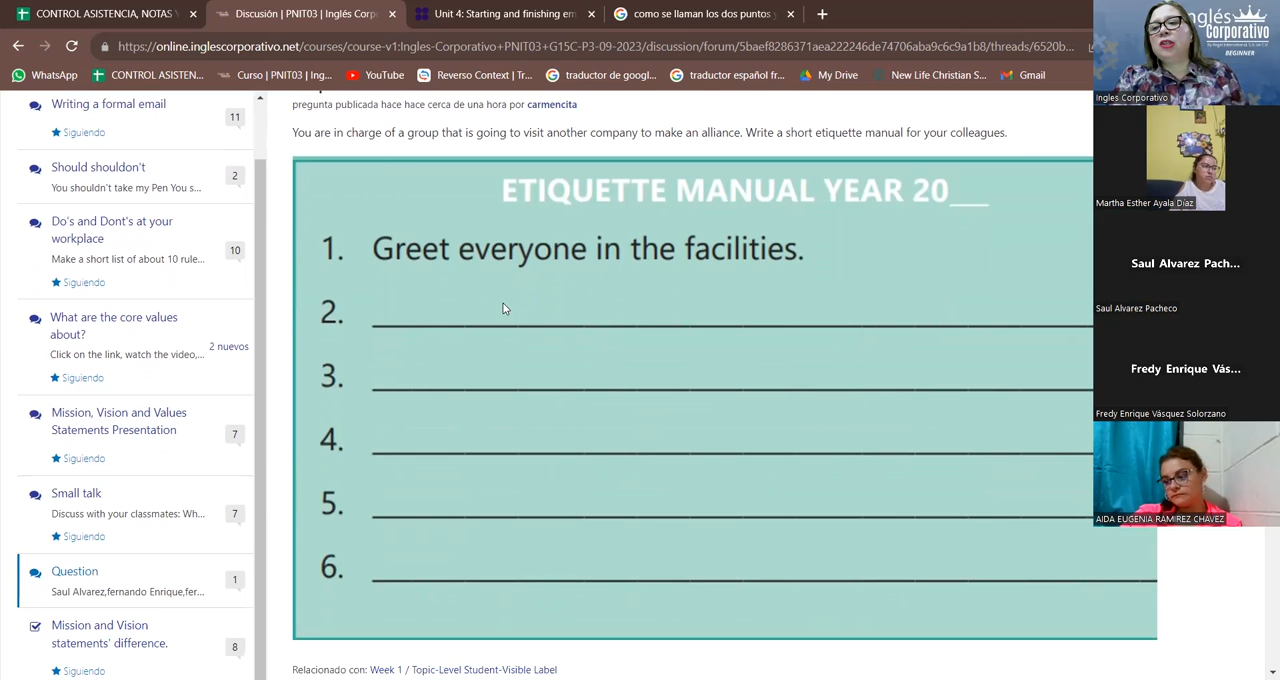 CONTROL ASISTENCIA, NOTAS Y
Discusión | PNIT03 | Inglés Corp
Unit 4: Starting and finishing em
como se llaman los dos puntos y
https://online.inglescorporativo.net/courses/course-v1:Ingles-Corporativo+PNIT03+G15C-P3-09-2023/discussion/forum/5baef8286371aea222246de74706aba9c6c9a1b8/threads/6520b...
WhatsApp
CONTROL ASISTEN...
Curso | PNIT03 | Ing...
YouTube
Reverso Context | Tr...
traductor de googl...
traductor español fr...
My Drive
New Life Christian S...
Gmail
Writing a formal email
11
Siguiendo
Should shouldn't
2
You shouldn't take my Pen You s...
Siguiendo
Do's and Dont's at your
workplace
10
Make a short list of about 10 rule...
Siguiendo
What are the core values
about?
2 nuevos
Click on the link, watch the video,...
Siguiendo
Mission, Vision and Values
Statements Presentation
7
Siguiendo
Small talk
7
Discuss with your classmates: Wh...
Siguiendo
Question
1
Saul Alvarez,fernando Enrique,fer...
Mission and Vision
statements' difference.
8
Siguiendo
pregunta publicada hace hace cerca de una hora por carmencita
You are in charge of a group that is going to visit another company to make an alliance. Write a short etiquette manual for your colleagues.
ETIQUETTE MANUAL YEAR 20___
1. Greet everyone in the facilities.
2.
3.
4.
5.
6.
Relacionado con: Week 1 / Topic-Level Student-Visible Label
Inglés
Corporativo
BEGINNER
Ingles Corporativo
Martha Esther Ayala Díaz
Saul Alvarez Pach...
Saul Alvarez Pacheco
Fredy Enrique Vás...
Fredy Enrique Vásquez Solorzano
AIDA EUGENIA RAMIREZ CHAVEZ